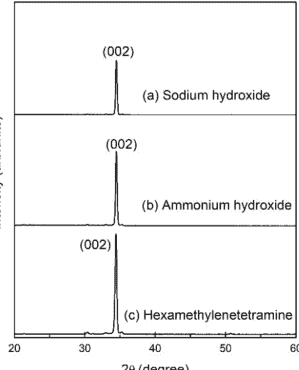 (002)
(a) Sodium hydroxide
(002)
(b) Ammonium hydroxide
(002)
(c) Hexamethylenetetramine
20 30 40 50 60
2θ (degree)